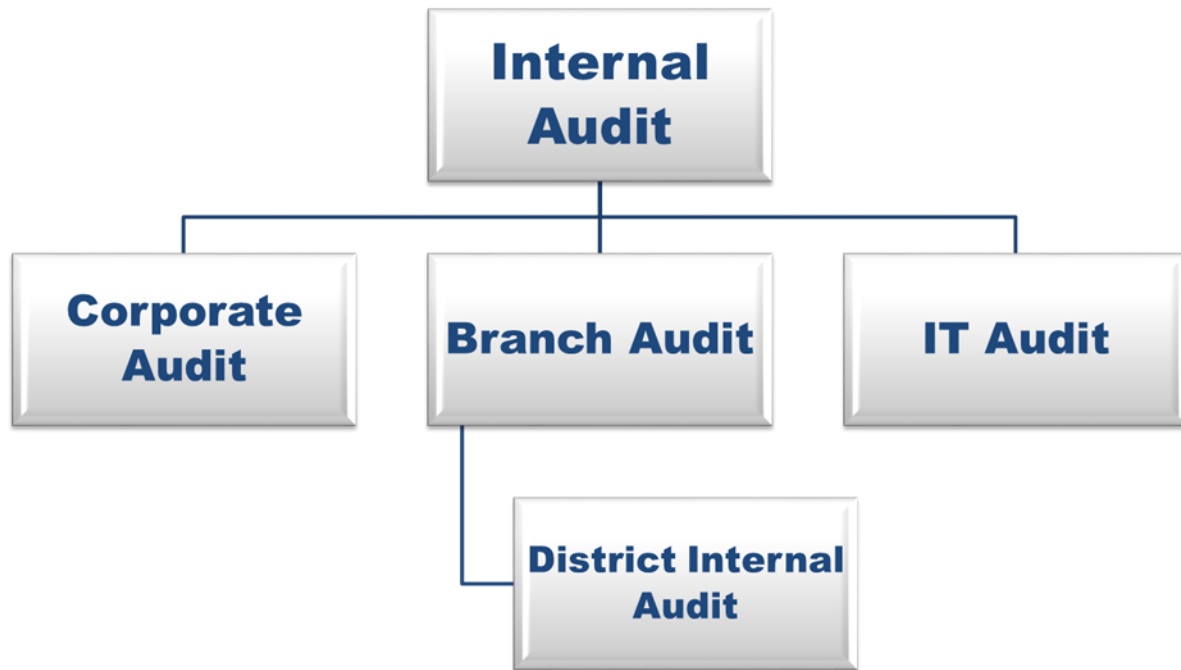 Internal
Audit
Corporate
Audit
Branch Audit
IT Audit
District Internal
Audit